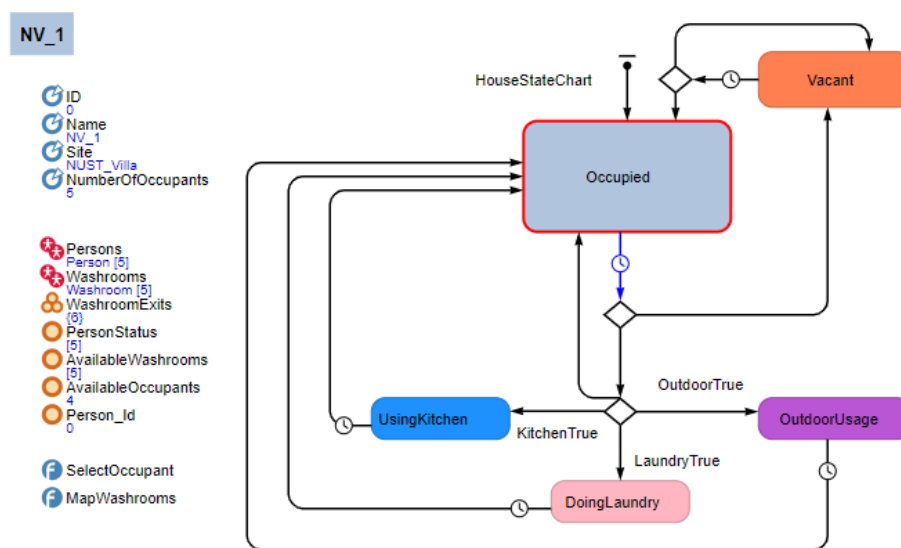 NV_1
ID
0
Name
NV_1
Site
NUST_Villa
NumberOfOccupants
5
Persons
Person [5]
Washrooms
Washroom [5]
WashroomExits
{6}
PersonStatus
[5]
AvailableWashrooms
[5]
AvailableOccupants
4
Person_Id
0
F SelectOccupant
F MapWashrooms
HouseStateChart
Vacant
Occupied
OutdoorTrue
UsingKitchen
KitchenTrue
OutdoorUsage
LaundryTrue
DoingLaundry